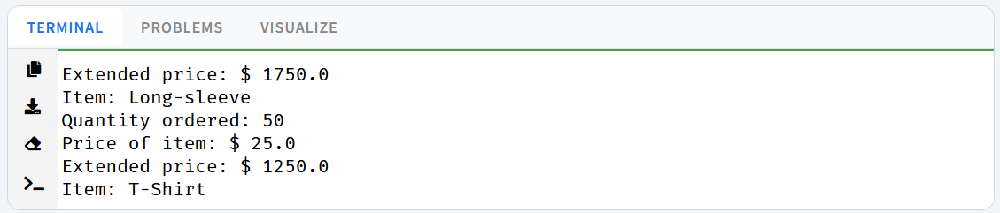 TERMINAL PROBLEMS VISUALIZE
Extended price: $ 1750.0
Item: Long-sleeve
Quantity ordered: 50
Price of item: $ 25.0
Extended price: $ 1250.0
Item: T-Shirt